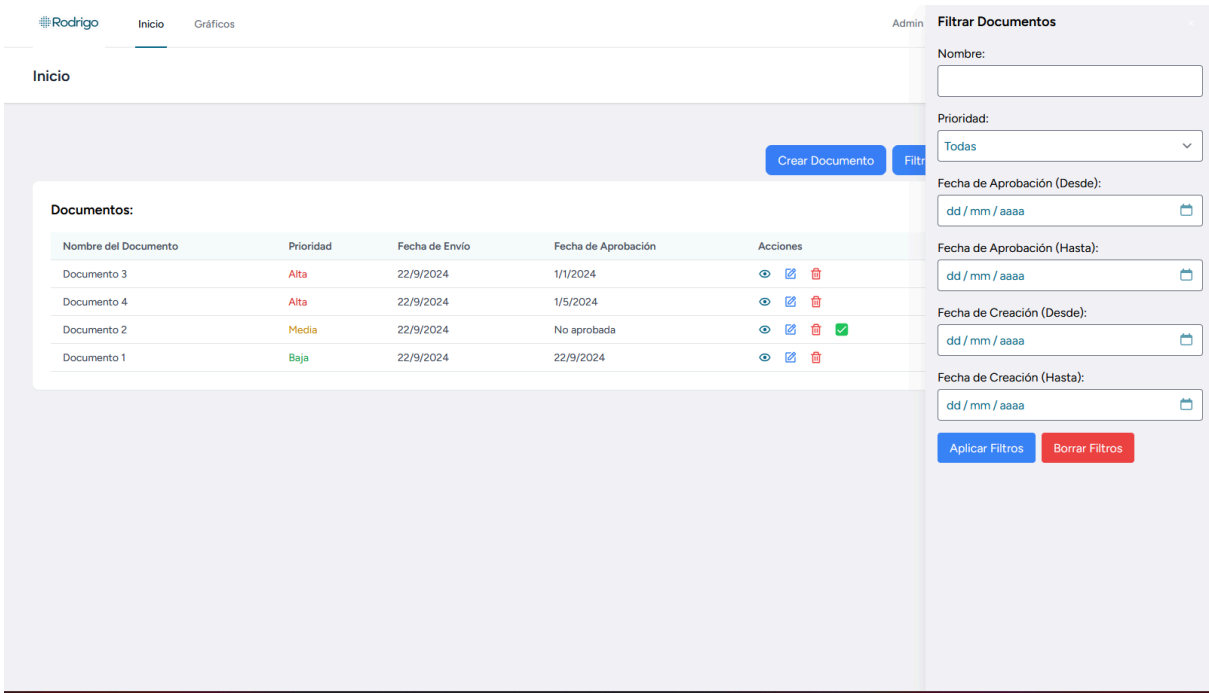 Rodrigo Inicio Gráficos Admin
Inicio
Crear Documento Filtr
Documentos:
Nombre del Documento Prioridad Fecha de Envío Fecha de Aprobación Acciones
Documento 3 Alta 22/9/2024 1/1/2024
Documento 4 Alta 22/9/2024 1/5/2024
Documento 2 Media 22/9/2024 No aprobada
Documento 1 Baja 22/9/2024 22/9/2024
Filtrar Documentos
Nombre:
Prioridad:
Todas
Fecha de Aprobación (Desde):
dd / mm / aaaa
Fecha de Aprobación (Hasta):
dd / mm / aaaa
Fecha de Creación (Desde):
dd / mm / aaaa
Fecha de Creación (Hasta):
dd / mm / aaaa
Aplicar Filtros Borrar Filtros